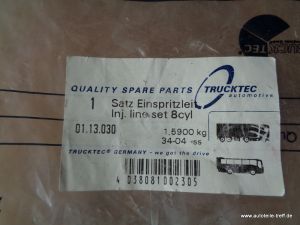 TRUCKTEC
QUALITY SPARE PARTS
TRUCKTEC
automotive
1 Satz Einspritzleit
Inj. line set 8cyl
01.13.030
1,5900 kg
34-04
TRUCKTEC® GERMANY - we got the drive
4 038081 002305
© www.autoteile-treff.de